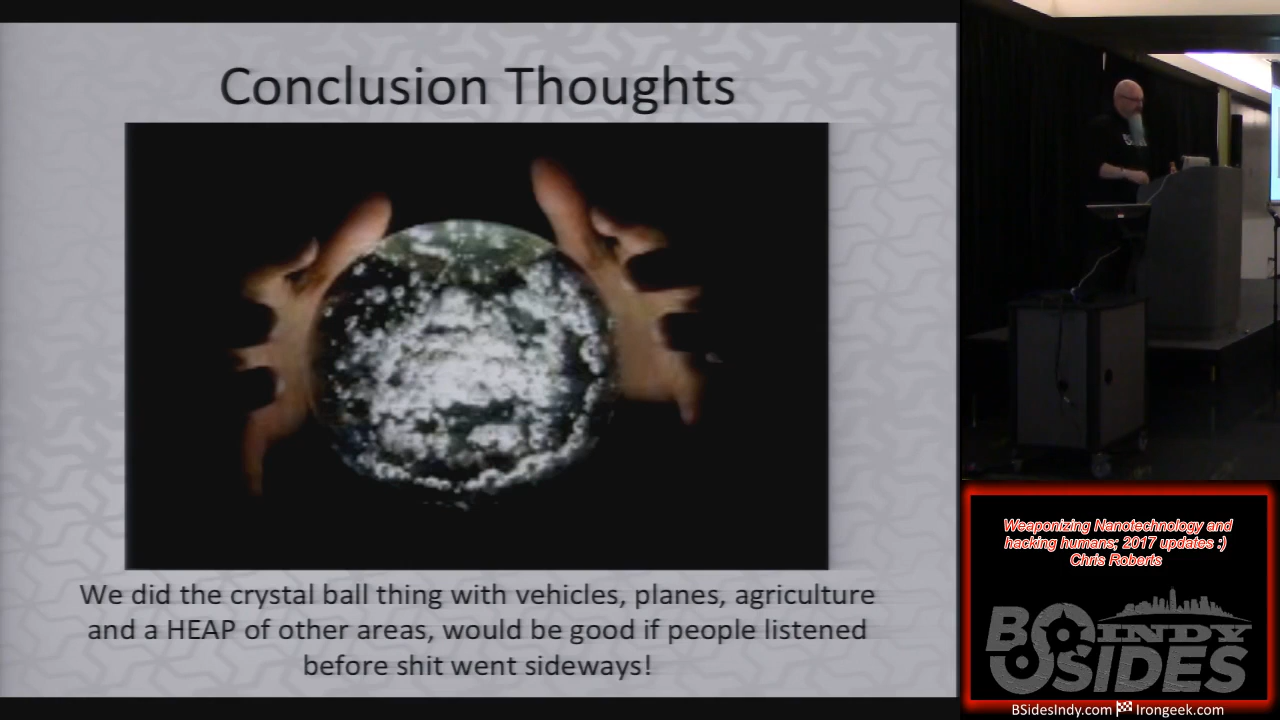 Conclusion Thoughts
We did the crystal ball thing with vehicles, planes, agriculture
and a HEAP of other areas, would be good if people listened
before shit went sideways!
Weaponizing Nanotechnology and
hacking humans; 2017 updates :)
Chris Roberts
BSIDES INDY
BSidesIndy.com Irongeek.com